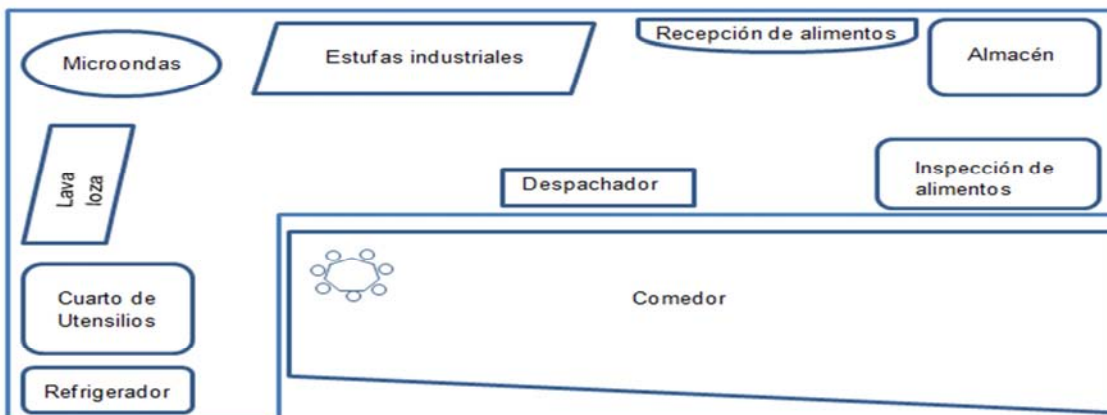 Microondas
Estufas industriales
Recepción de alimentos
Almacén
Lava
loza
Despachador
Inspección de
alimentos
Cuarto de
Utensilios
Comedor
Refrigerador